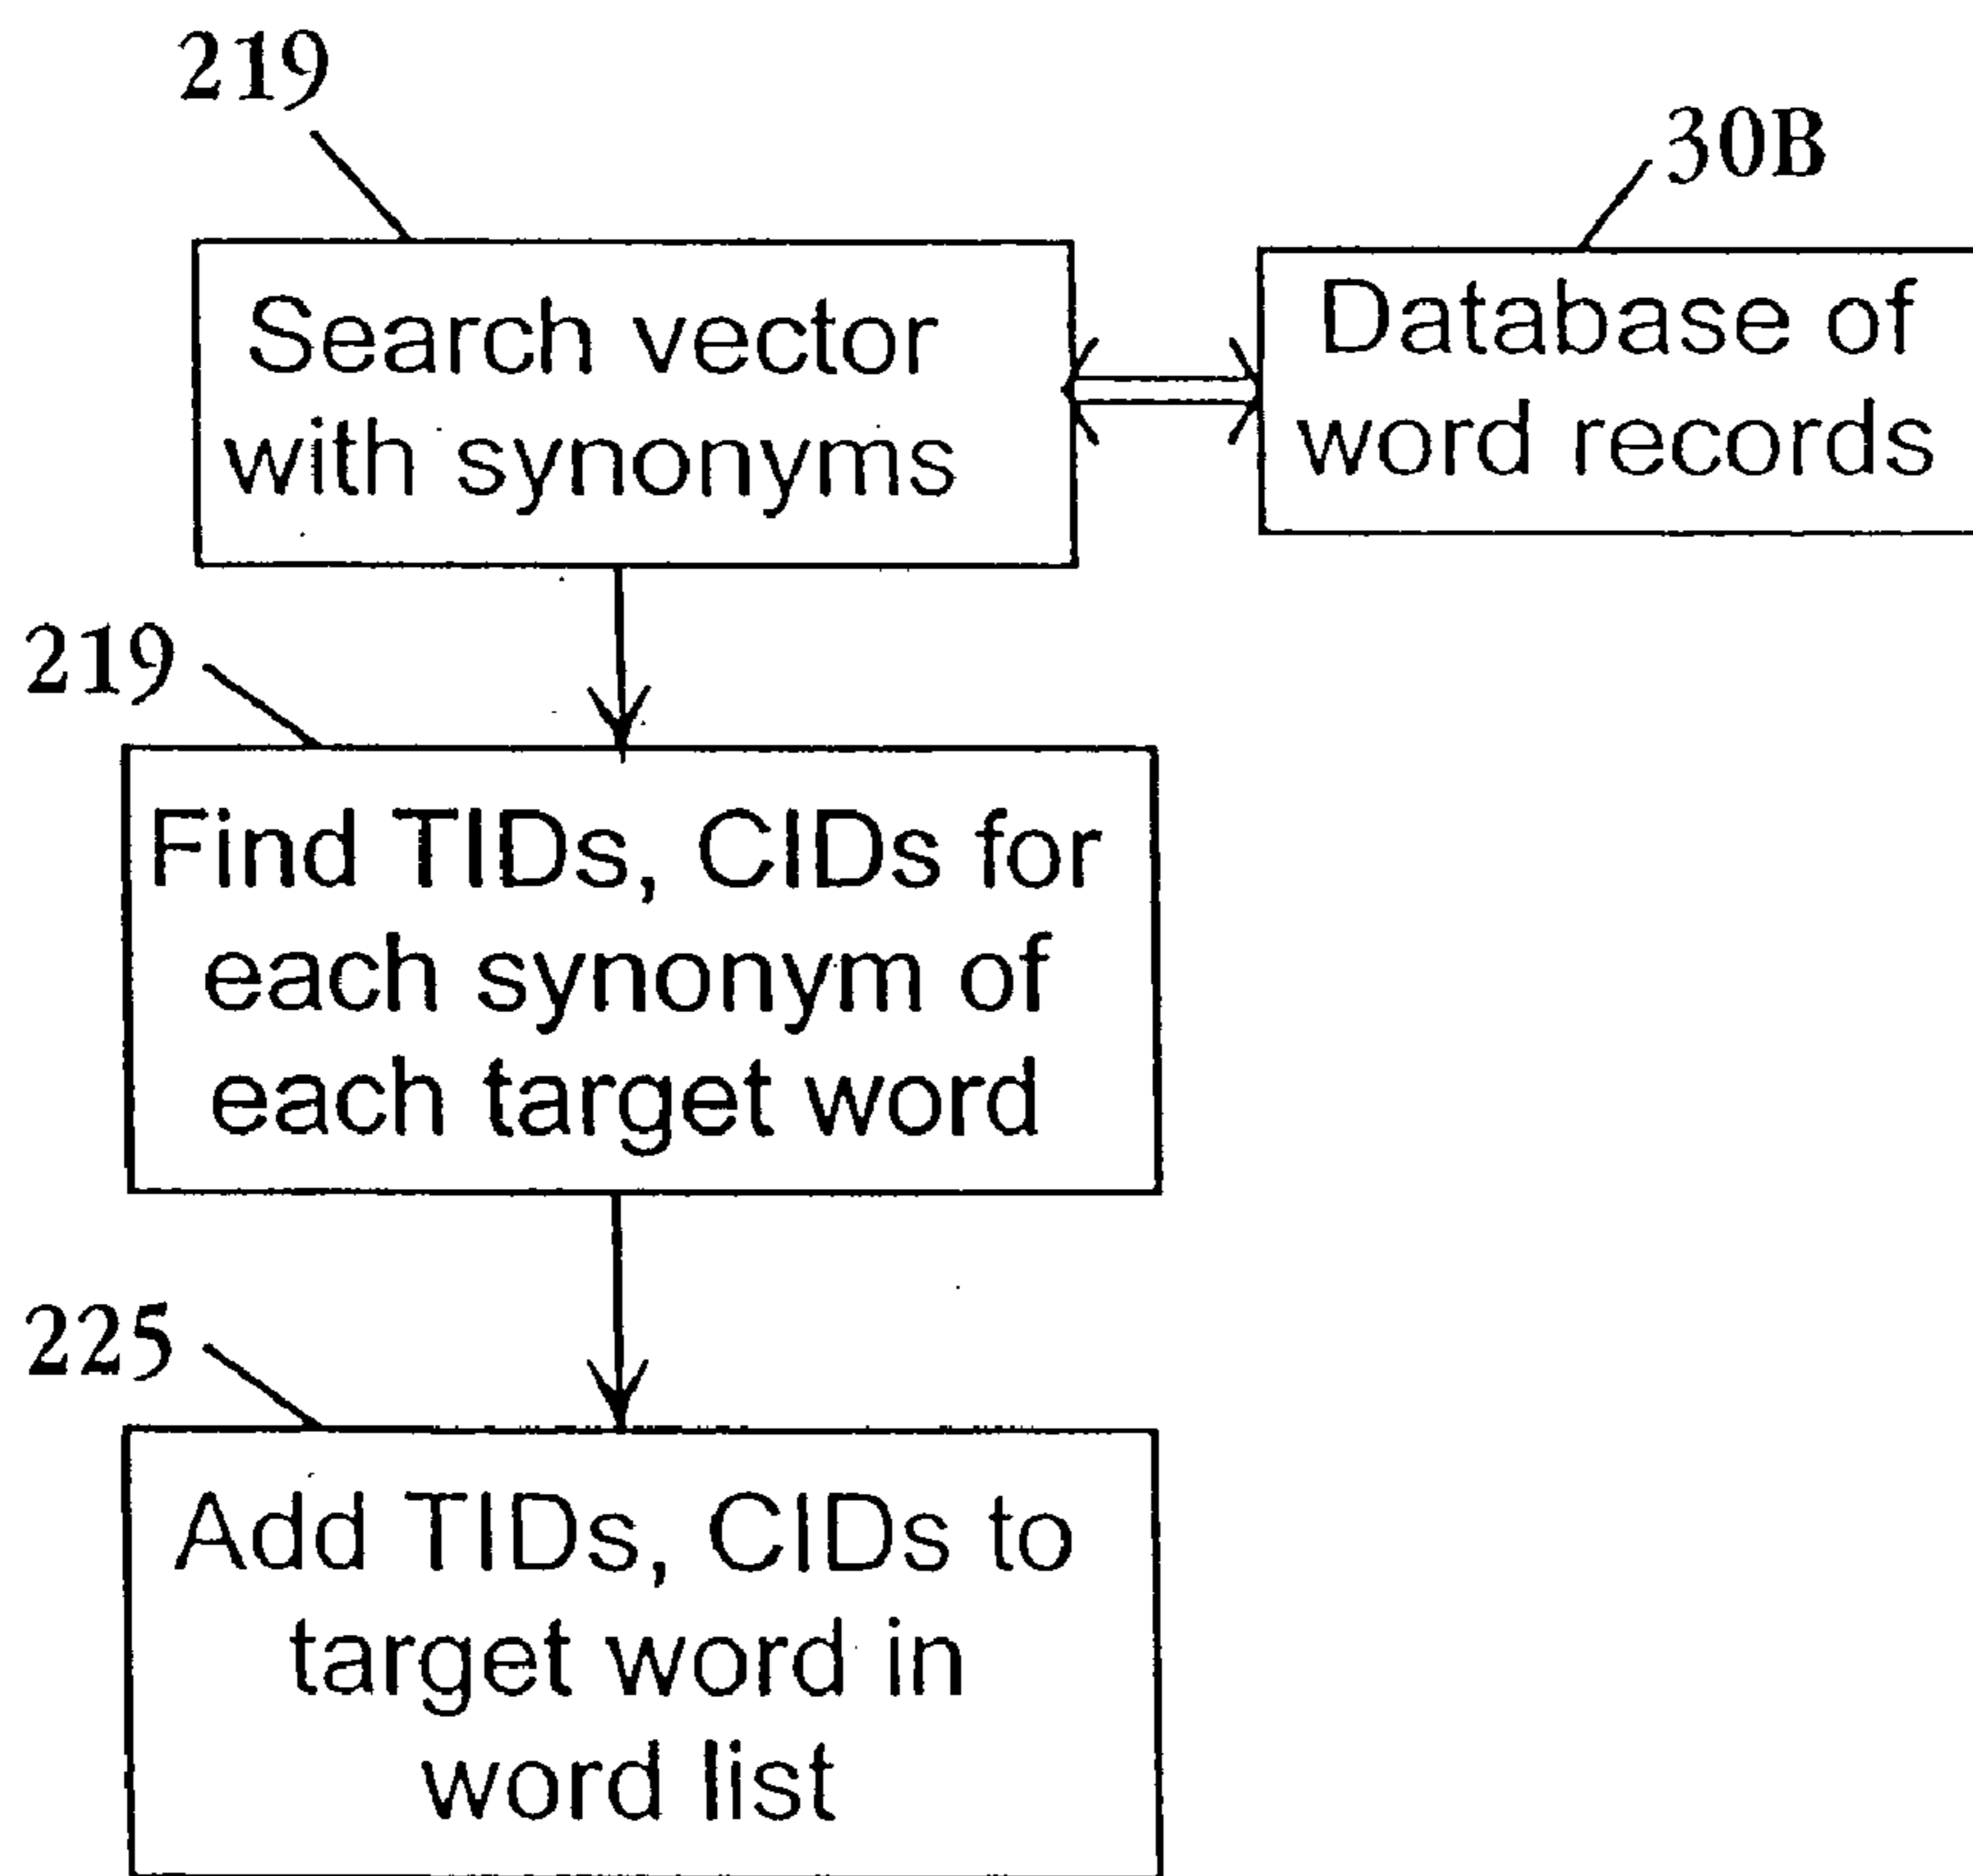 219
30B
Search vector
with synonyms
Database of
word records
219
Find TIDs, CIDs for
each synonym of
each target word
225
Add TIDs, CIDs to
target word in
word list